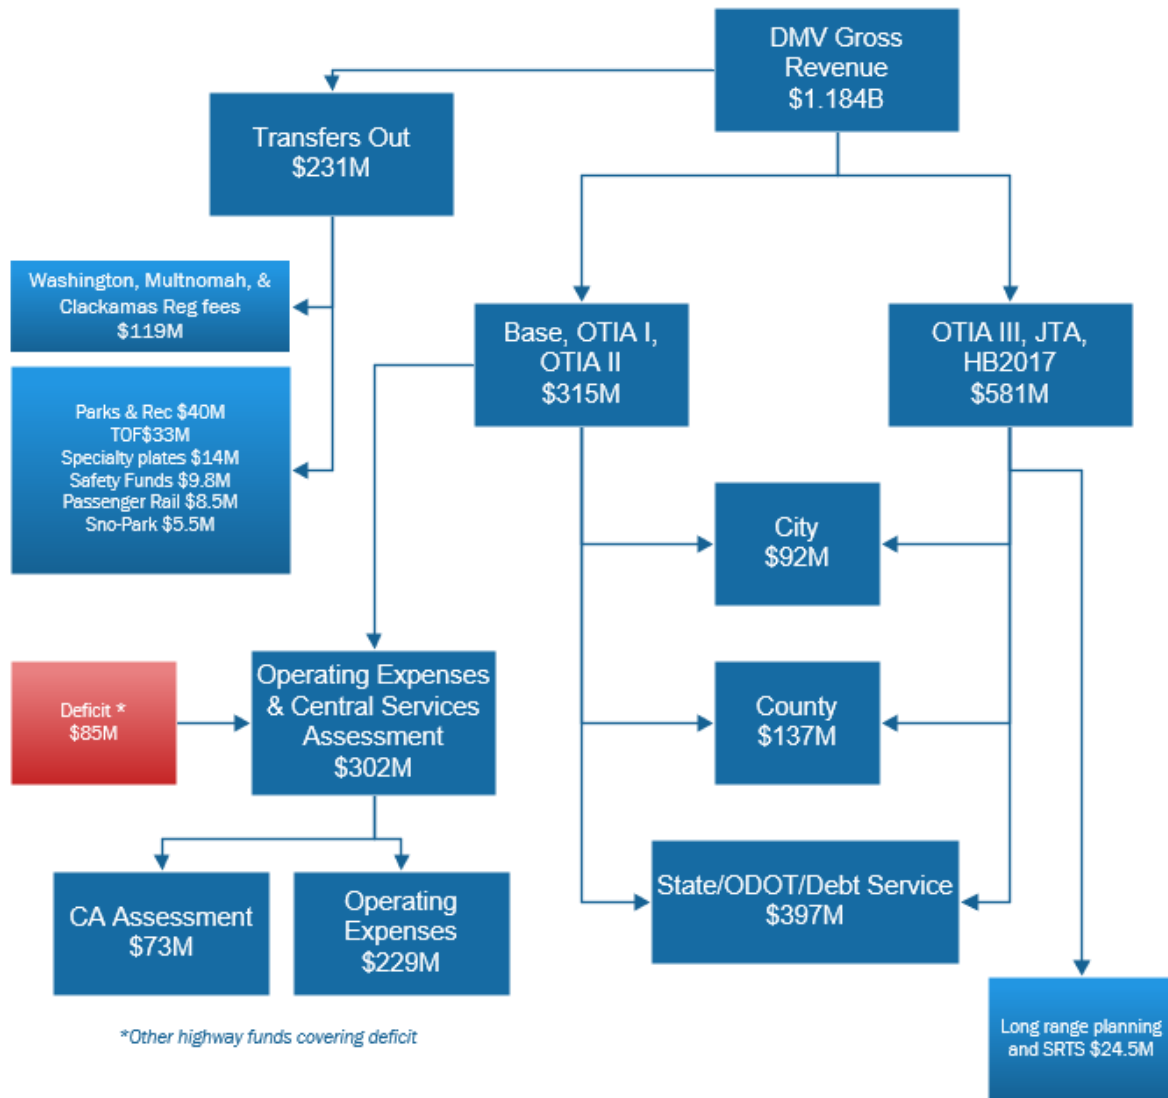 DMV Gross
Revenue
$1.184B
Transfers Out
$231M
Washington, Multnomah, &
Clackamas Reg fees
$119M
Parks & Rec $40M
TOF$33M
Specialty plates $14M
Safety Funds $9.8M
Passenger Rail $8.5M
Sno-Park $5.5M
Base, OTIA I,
OTIA II
$315M
OTIA III, JTA,
HB2017
$581M
City
$92M
County
$137M
State/ODOT/Debt Service
$397M
Deficit *
$85M
Operating Expenses
& Central Services
Assessment
$302M
CA Assessment
$73M
Operating
Expenses
$229M
Long range planning
and SRTS $24.5M
*Other highway funds covering deficit